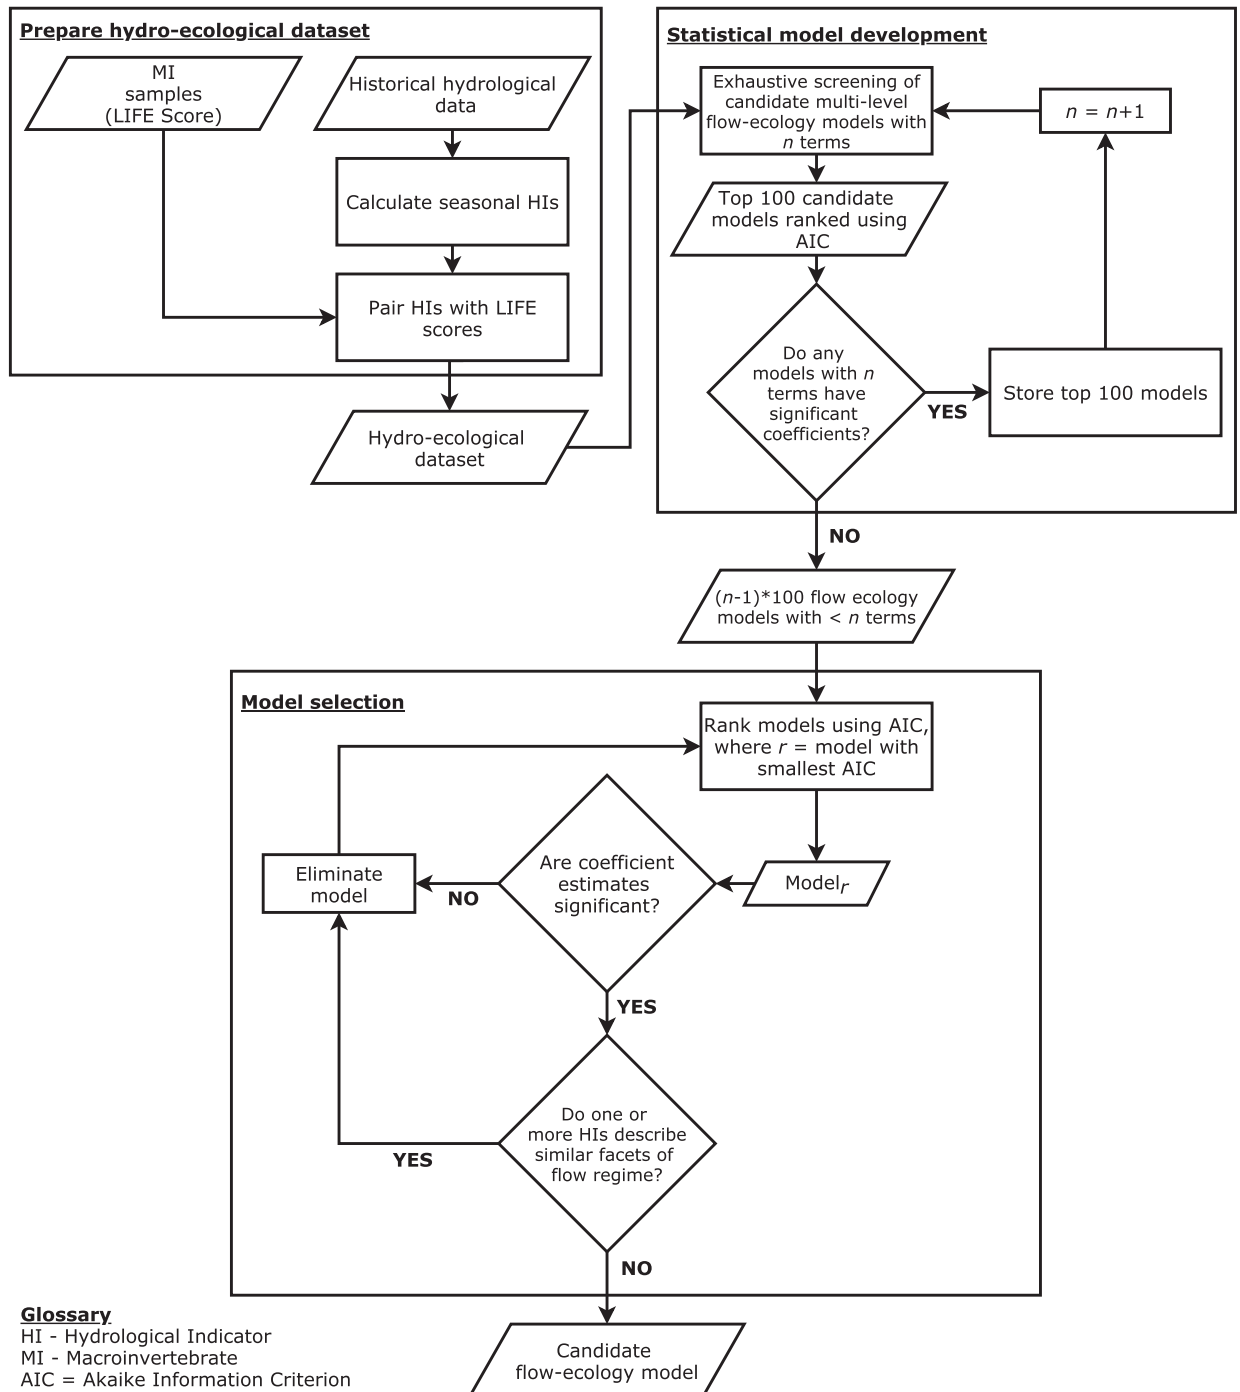 Prepare hydro-ecological dataset
MI
samples
(LIFE Score)
Historical hydrological
data
Calculate seasonal HIs
Pair HIs with LIFE
scores
Hydro-ecological
dataset
Statistical model development
Exhaustive screening of
candidate multi-level
flow-ecology models with
n terms
n = n+1
Top 100 candidate
models ranked using
AIC
Do any
models with n
terms have
significant
coefficients?
YES
Store top 100 models
NO
(n-1)*100 flow ecology
models with < n terms
Model selection
Rank models using AIC,
where r = model with
smallest AIC
Model r
Are coefficient
estimates
significant?
NO
Eliminate
model
YES
Do one or
more HIs describe
similar facets of
flow regime?
YES
NO
Candidate
flow-ecology model
Glossary
HI - Hydrological Indicator
MI - Macroinvertebrate
AIC = Akaike Information Criterion